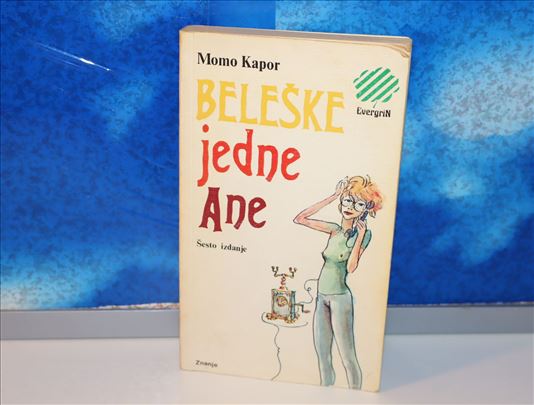 Momo Kapor
EvergriN
BELEŠKE
jedne
Ane
Šesto izdanje
Znanje